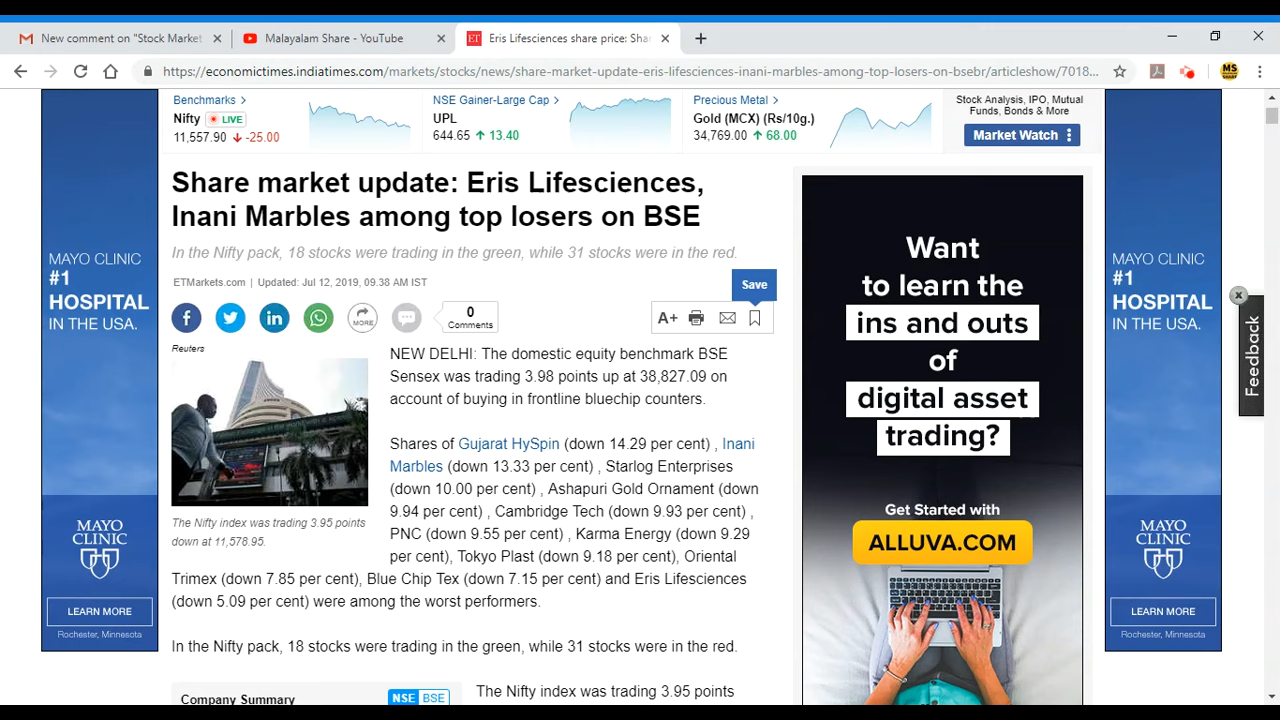 New comment on "Stock Market
Malayalam Share - YouTube
Eris Lifesciences share price: Sha
https://economictimes.indiatimes.com/markets/stocks/news/share-market-update-eris-lifesciences-inani-marbles-among-top-losers-on-bsebr/articleshow/7018...
Benchmarks >
Nifty LIVE
11,557.90 ↓ -25.00
NSE Gainer-Large Cap >
UPL
644.65 ↑ 13.40
Precious Metal >
Gold (MCX) (Rs/10g.)
34,769.00 ↑ 68.00
Stock Analysis, IPO, Mutual
Funds, Bonds & More
Market Watch
Share market update: Eris Lifesciences,
Inani Marbles among top losers on BSE
In the Nifty pack, 18 stocks were trading in the green, while 31 stocks were in the red.
ETMarkets.com | Updated: Jul 12, 2019, 09.38 AM IST
Save
MORE
0
Comments
A+
Reuters
The Nifty index was trading 3.95 points
down at 11,578.95.
NEW DELHI: The domestic equity benchmark BSE
Sensex was trading 3.98 points up at 38,827.09 on
account of buying in frontline bluechip counters.
Shares of Gujarat HySpin (down 14.29 per cent) , Inani
Marbles (down 13.33 per cent) , Starlog Enterprises
(down 10.00 per cent) , Ashapuri Gold Ornament (down
9.94 per cent) , Cambridge Tech (down 9.93 per cent) ,
PNC (down 9.55 per cent) , Karma Energy (down 9.29
per cent), Tokyo Plast (down 9.18 per cent), Oriental
Trimex (down 7.85 per cent), Blue Chip Tex (down 7.15 per cent) and Eris Lifesciences
(down 5.09 per cent) were among the worst performers.
In the Nifty pack, 18 stocks were trading in the green, while 31 stocks were in the red.
Company Summary NSE BSE
The Nifty index was trading 3.95 points
MAYO CLINIC
#1
HOSPITAL
IN THE USA.
MAYO
CLINIC
LEARN MORE
Rochester, Minnesota
Want
to learn the
ins and outs
of
digital asset
trading?
Get Started with
ALLUVA.COM
MAYO CLINIC
#1
HOSPITAL
IN THE USA.
MAYO
CLINIC
LEARN MORE
Rochester, Minnesota
Feedback